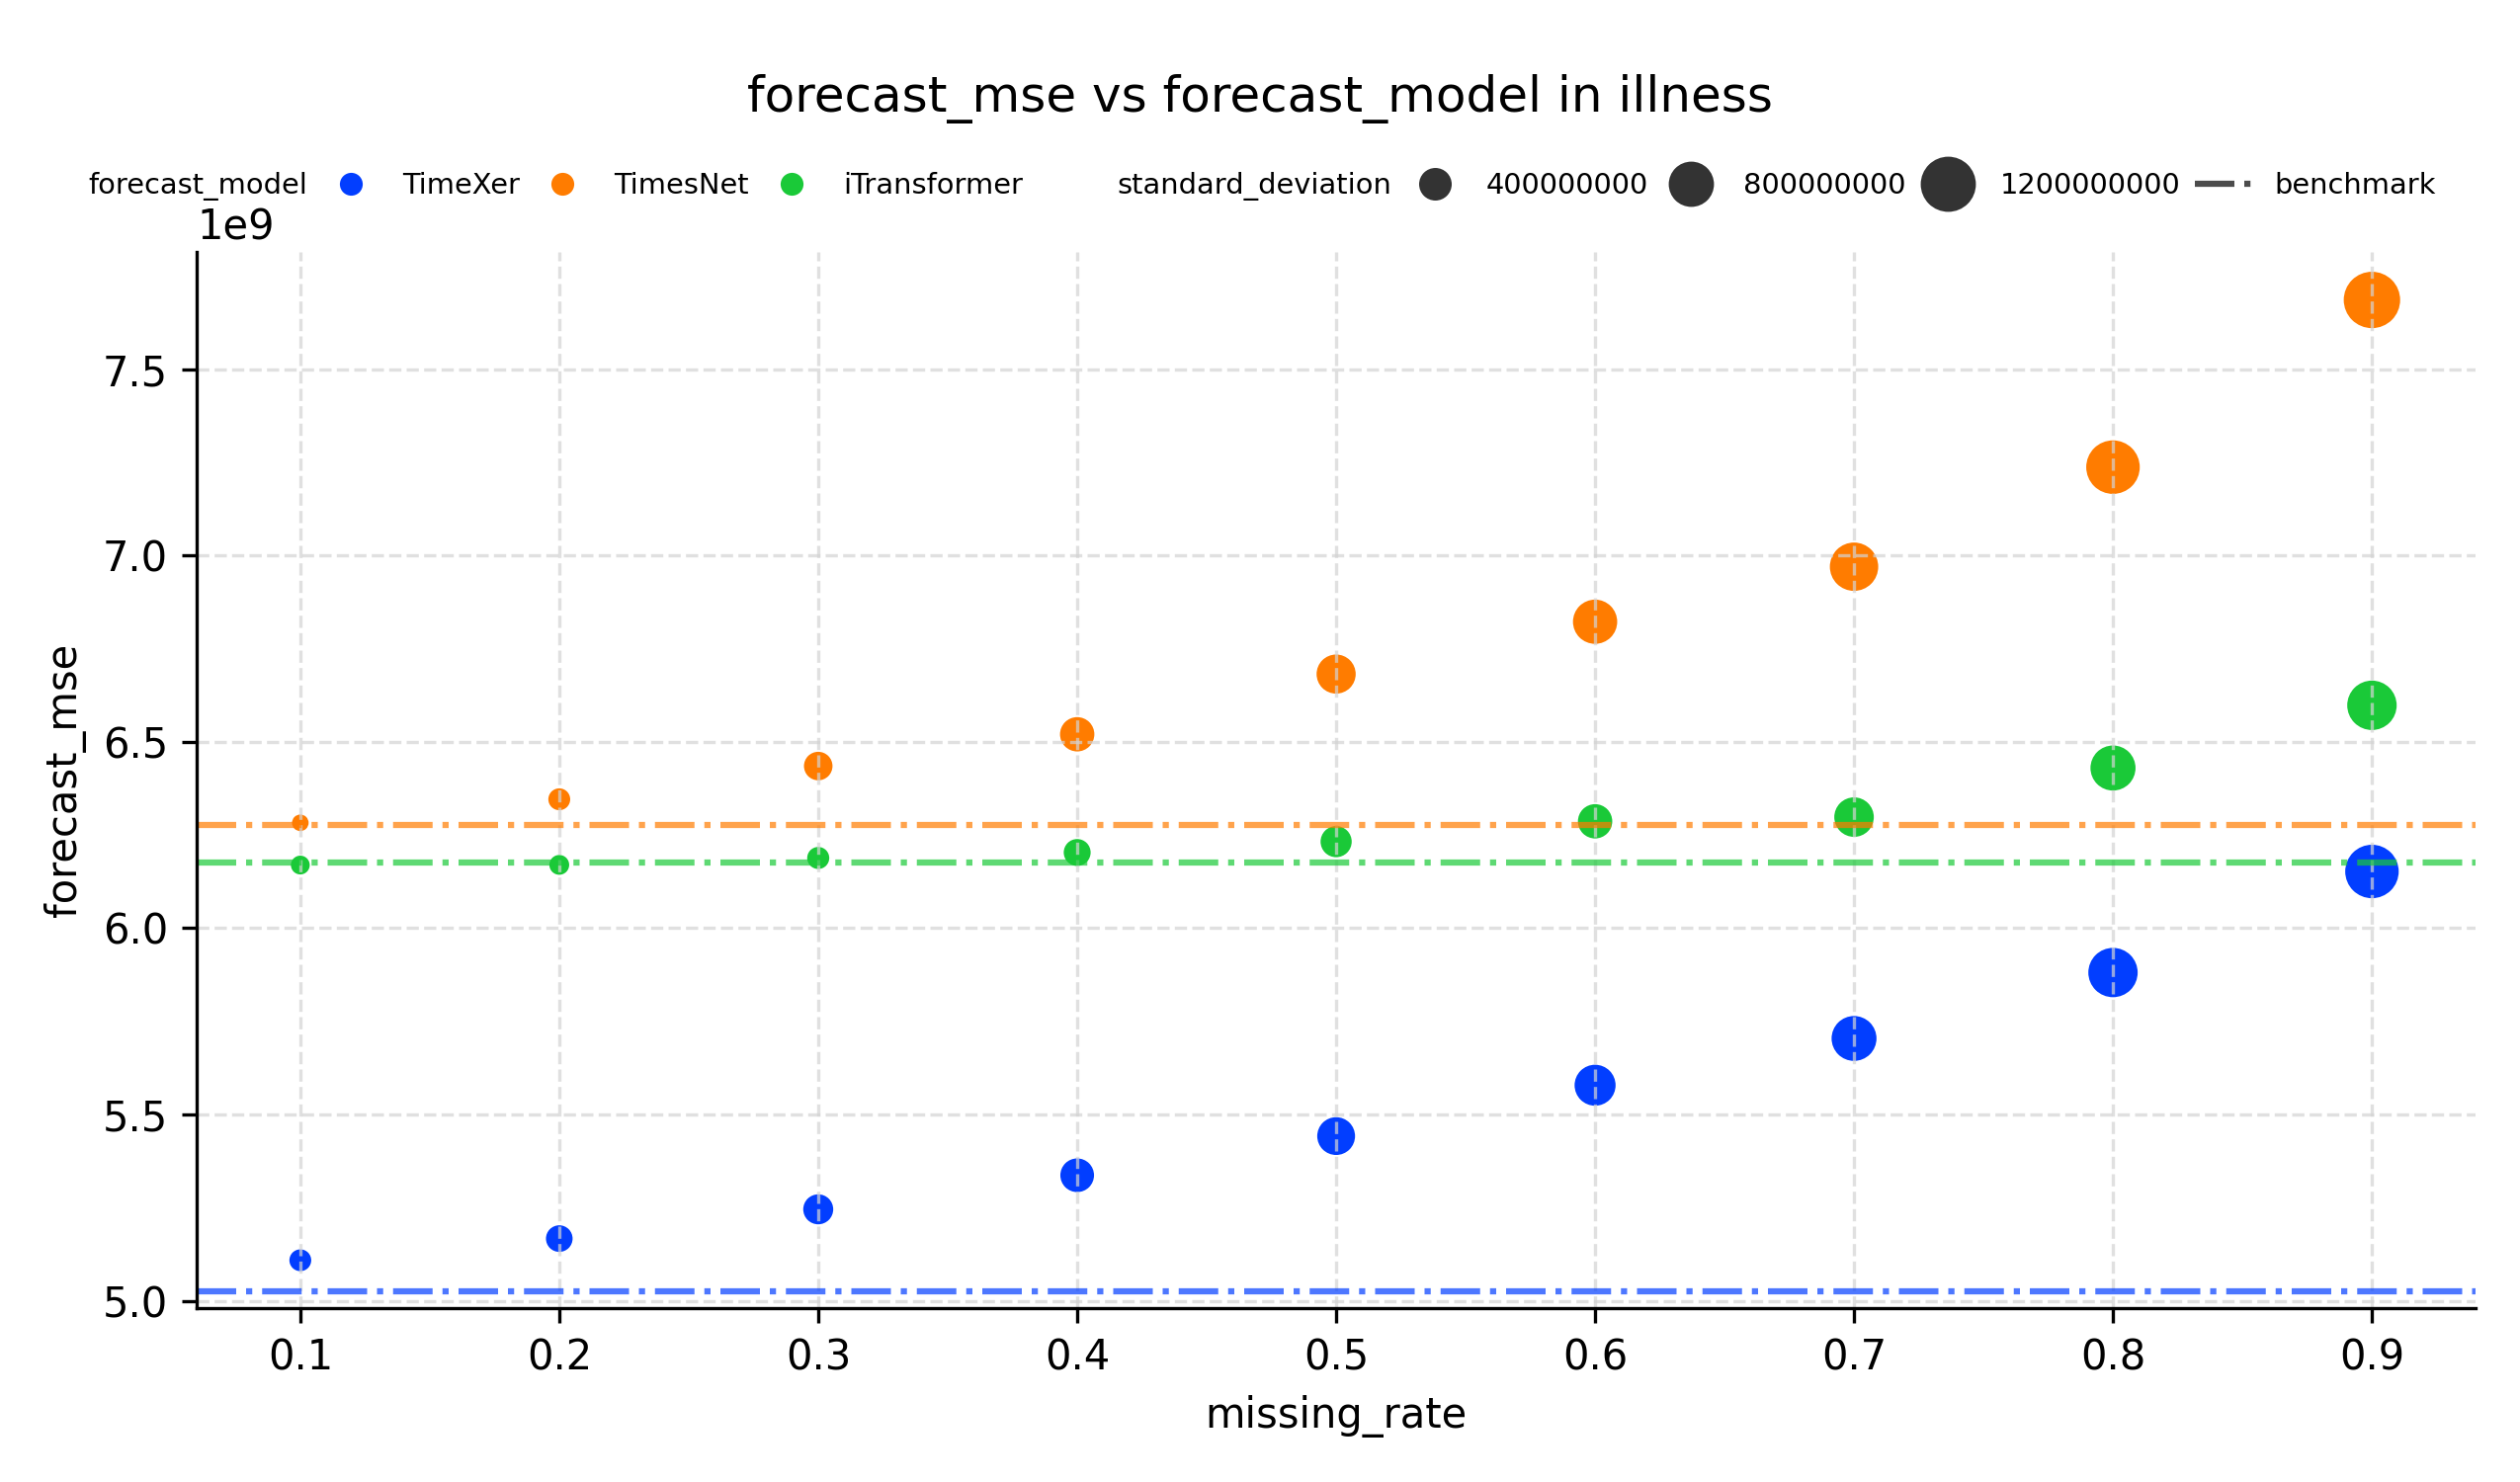 forecast_mse vs forecast_model in illness
forecast_model TimeXer TimesNet iTransformer standard_deviation 400000000 800000000 1200000000 benchmark
1e9
7.5
7.0
6.5
6.0
5.5
5.0
forecast_mse
0.1 0.2 0.3 0.4 0.5 0.6 0.7 0.8 0.9
missing_rate